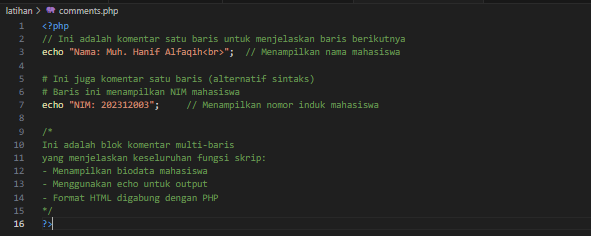 latihan > comments.php
1 <?php
2 // Ini adalah komentar satu baris untuk menjelaskan baris berikutnya
3 echo "Nama: Muh. Hanif Alfaqih<br>";  // Menampilkan nama mahasiswa
4
5 # Ini juga komentar satu baris (alternatif sintaks)
6 # Baris ini menampilkan NIM mahasiswa
7 echo "NIM: 202312003";     // Menampilkan nomor induk mahasiswa
8
9 /*
10 Ini adalah blok komentar multi-baris
11 yang menjelaskan keseluruhan fungsi skrip:
12 - Menampilkan biodata mahasiswa
13 - Menggunakan echo untuk output
14 - Format HTML digabung dengan PHP
15 */
16 ?>